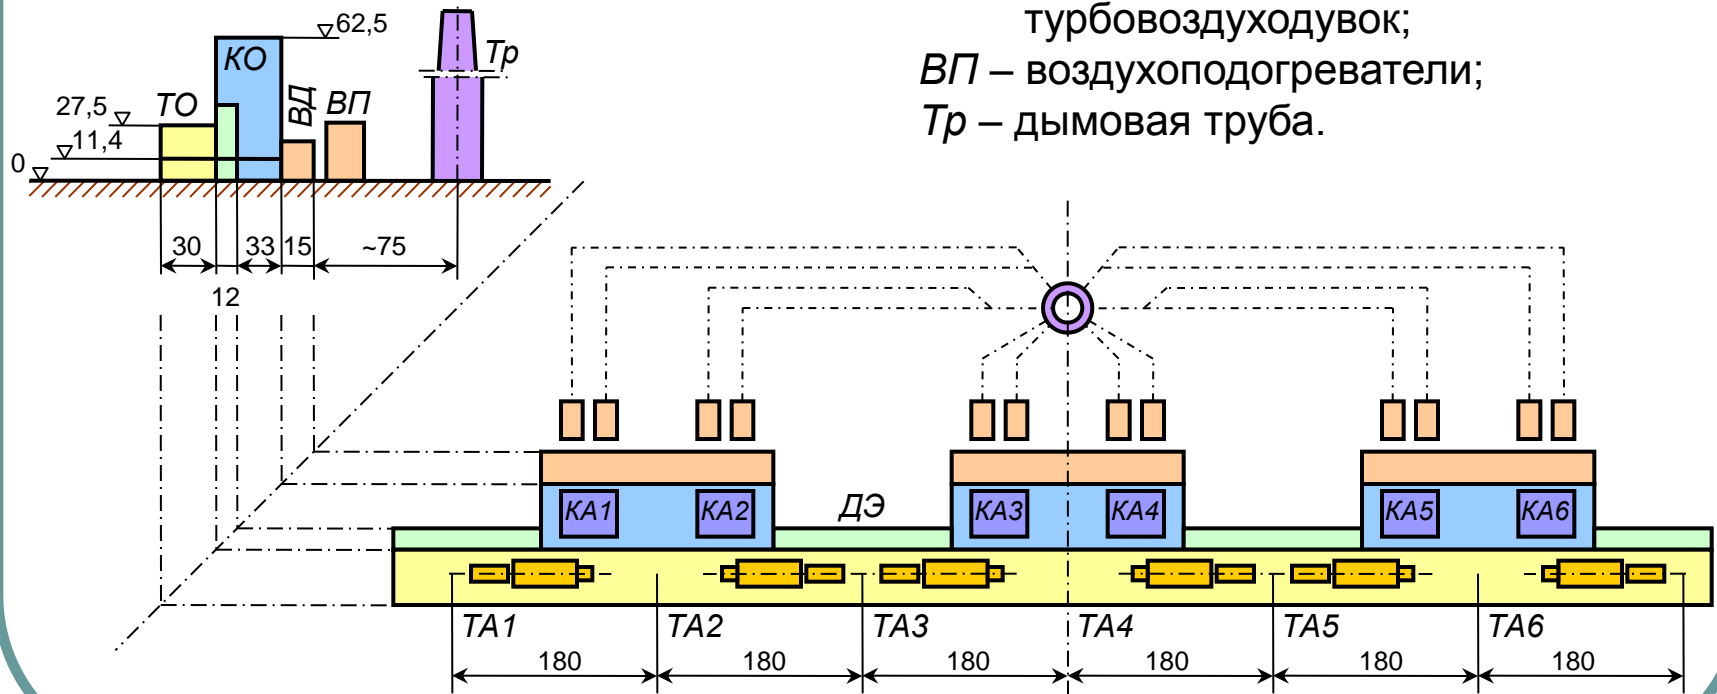 турбовоздуходувок;
ВП – воздухоподогреватели;
Тр – дымовая труба.
62,5
КО
Тр
27,5
ТО
ВД
ВП
11,4
0
30
33
15
~75
12
ДЭ
КА1
КА2
КА3
КА4
КА5
КА6
ТА1
ТА2
ТА3
ТА4
ТА5
ТА6
180
180
180
180
180
180